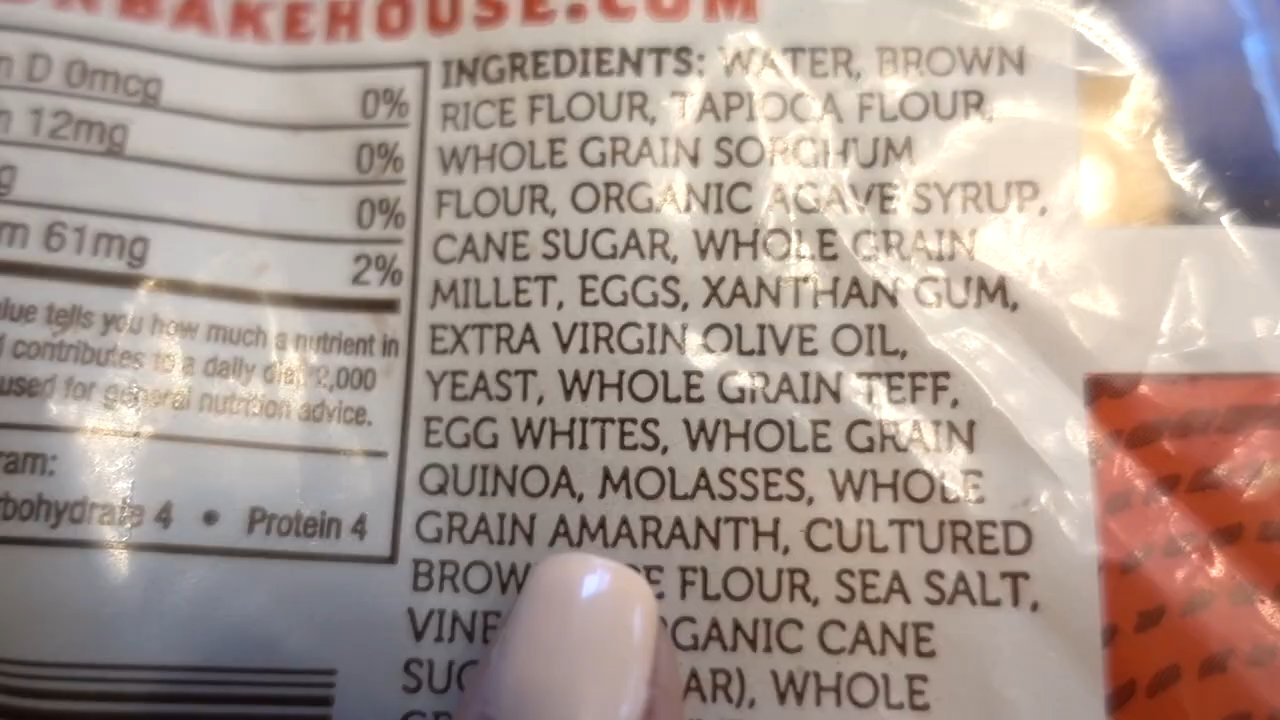 BAKEHOUSE.COM
n D 0mcg 0%
12mg 0%
g 0%
m 61mg 2%
lue tells you how much a nutrient in
contributes to a daily diet 2,000
used for general nutrition advice.
ram:
rbohydrate 4 • Protein 4
INGREDIENTS: WATER, BROWN
RICE FLOUR, TAPIOCA FLOUR,
WHOLE GRAIN SORGHUM
FLOUR, ORGANIC AGAVE SYRUP,
CANE SUGAR, WHOLE GRAIN
MILLET, EGGS, XANTHAN GUM,
EXTRA VIRGIN OLIVE OIL,
YEAST, WHOLE GRAIN TEFF,
EGG WHITES, WHOLE GRAIN
QUINOA, MOLASSES, WHOLE
GRAIN AMARANTH, CULTURED
BROW E FLOUR, SEA SALT,
VINE GANIC CANE
SUG AR), WHOLE